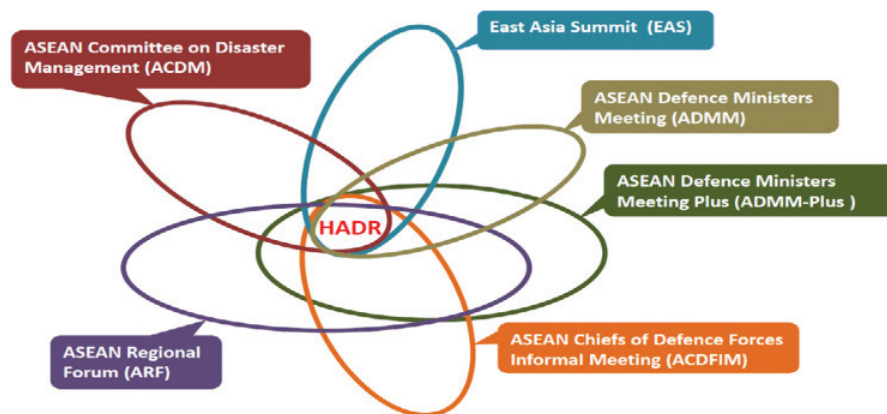 East Asia Summit  (EAS)
ASEAN Committee on Disaster
Management (ACDM)
ASEAN Defence Ministers
Meeting (ADMM)
ASEAN Defence Ministers
Meeting Plus (ADMM-Plus )
HADR
ASEAN Regional
Forum (ARF)
ASEAN Chiefs of Defence Forces
Informal Meeting (ACDFIM)